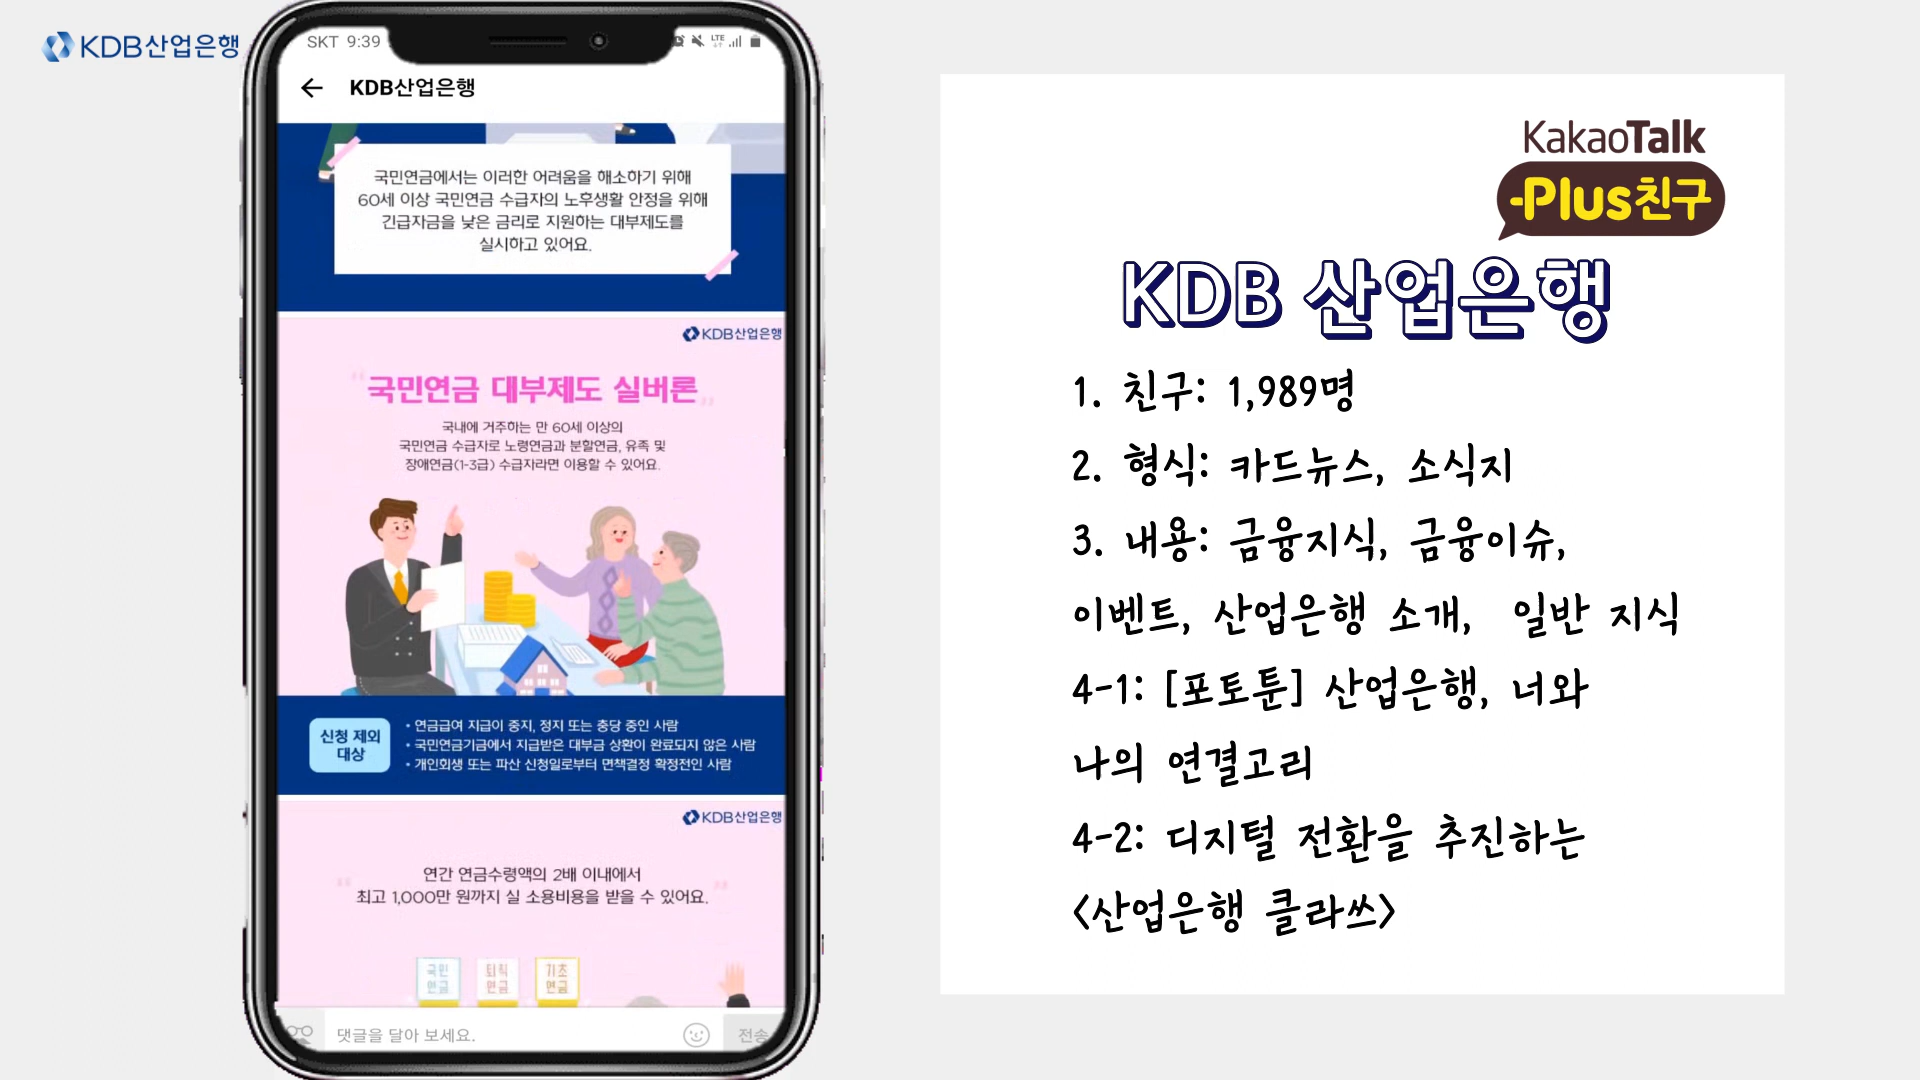 KDB산업은행
SKT 9:39
LTE
KDB산업은행
국민연금에서는 이러한 어려움을 해소하기 위해
60세 이상 국민연금 수급자의 노후생활 안정을 위해
긴급자금을 낮은 금리로 지원하는 대부제도를
실시하고 있어요.
KDB산업은행
"국민연금 대부제도 실버론"
국내에 거주하는 만 60세 이상의
국민연금 수급자로 노령연금과 분할연금, 유족 및
장애연금(1-3급) 수급자라면 이용할 수 있어요.
신청 제외
대상
• 연금급여 지급이 중지, 정지 또는 충당 중인 사람
• 국민연금기금에서 지급받은 대부금 상환이 완료되지 않은 사람
• 개인회생 또는 파산 신청일로부터 면책결정 확정전인 사람
KDB산업은행
"연간 연금수령액의 2배 이내에서
최고 1,000만 원까지 실 소용비용을 받을 수 있어요."
국민
연금
퇴직
연금
기초
연금
댓글을 달아 보세요.
전송
KakaoTalk
Plus친구
KDB 산업은행
1. 친구: 1,989명
2. 형식: 카드뉴스, 소식지
3. 내용: 금융지식, 금융이슈,
이벤트, 산업은행 소개, 일반 지식
4-1: [포토툰] 산업은행, 너와
나의 연결고리
4-2: 디지털 전환을 추진하는
<산업은행 클라쓰>